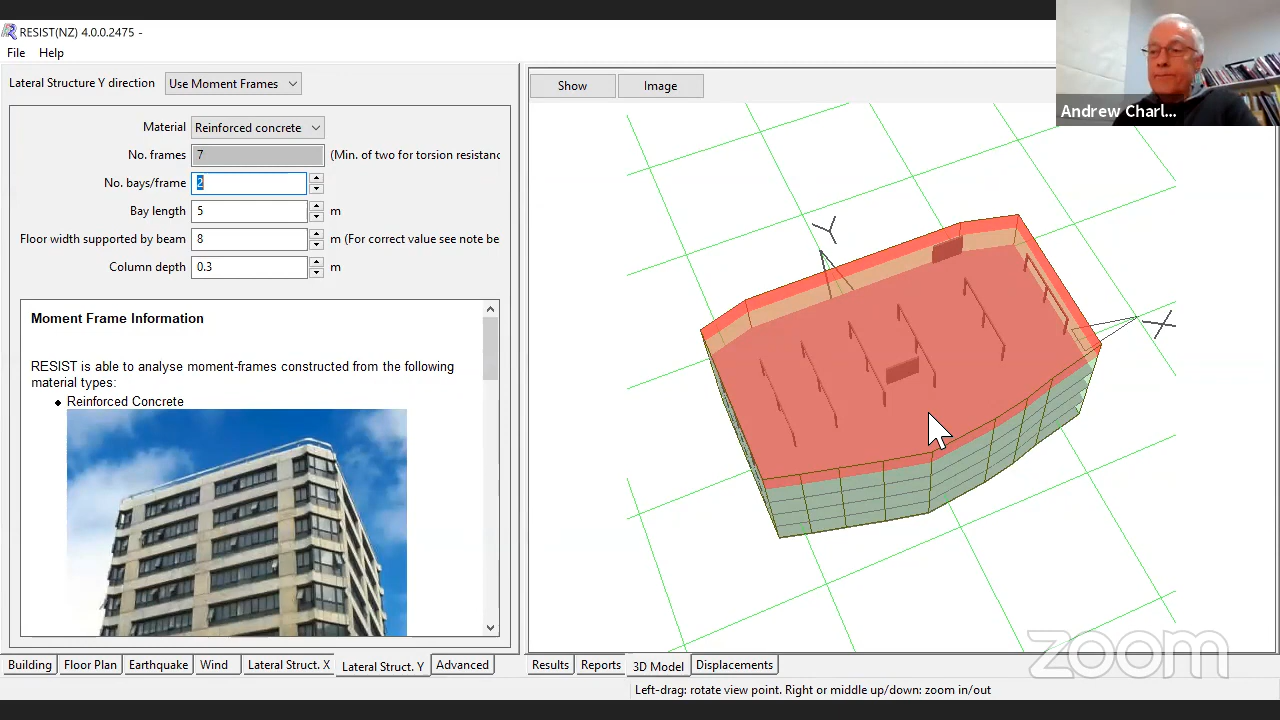 RESIST(NZ) 4.0.0.2475 -
File Help
Lateral Structure Y direction Use Moment Frames
Material Reinforced concrete
No. frames 7 (Min. of two for torsion resistanc
No. bays/frame 2
Bay length 5 m
Floor width supported by beam 8 m (For correct value see note be
Column depth 0.3 m
Moment Frame Information
RESIST is able to analyse moment-frames constructed from the following
material types:
Reinforced Concrete
Building Floor Plan Earthquake Wind Lateral Struct. X Lateral Struct. Y Advanced
Show Image
Andrew Charl...
Y
X
zoom
Results Reports 3D Model Displacements
Left-drag: rotate view point. Right or middle up/down: zoom in/out